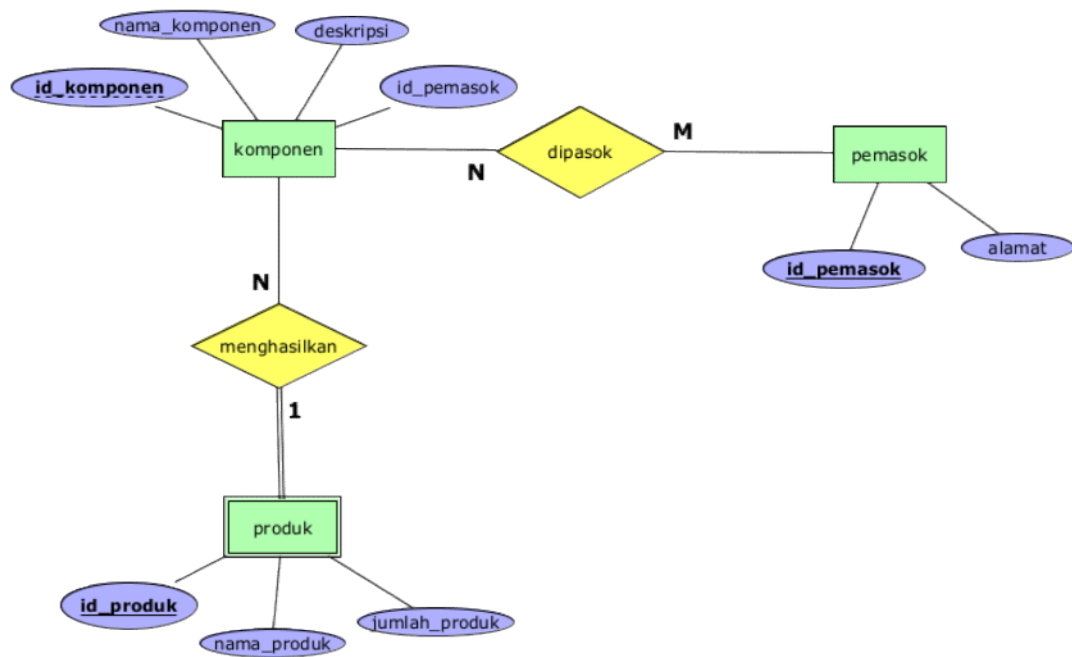 nama_komponen
deskripsi
id_komponen
id_pemasok
komponen
N
dipasok
M
pemasok
id_pemasok
alamat
N
menghasilkan
1
produk
id_produk
nama_produk
jumlah_produk